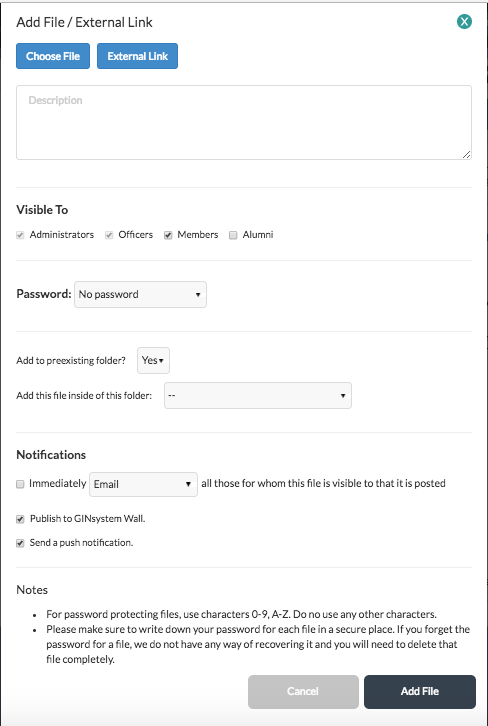 Add File / External Link
X
Choose File
External Link
Description
Visible To
Administrators Officers Members Alumni
Password: No password
Add to preexisting folder? Yes
Add this file inside of this folder: --
Notifications
Immediately Email all those for whom this file is visible to that it is posted
Publish to GINsystem Wall.
Send a push notification.
Notes
• For password protecting files, use characters 0-9, A-Z. Do no use any other characters.
• Please make sure to write down your password for each file in a secure place. If you forget the
password for a file, we do not have any way of recovering it and you will need to delete that
file completely.
Cancel
Add File